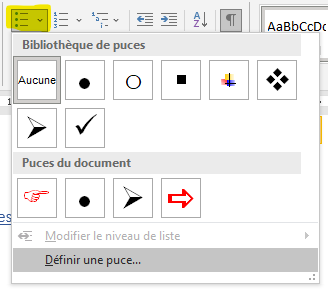 AaBbCcDc
Bibliothèque de puces
Aucune
Puces du document
Modifier le niveau de liste
Définir une puce...